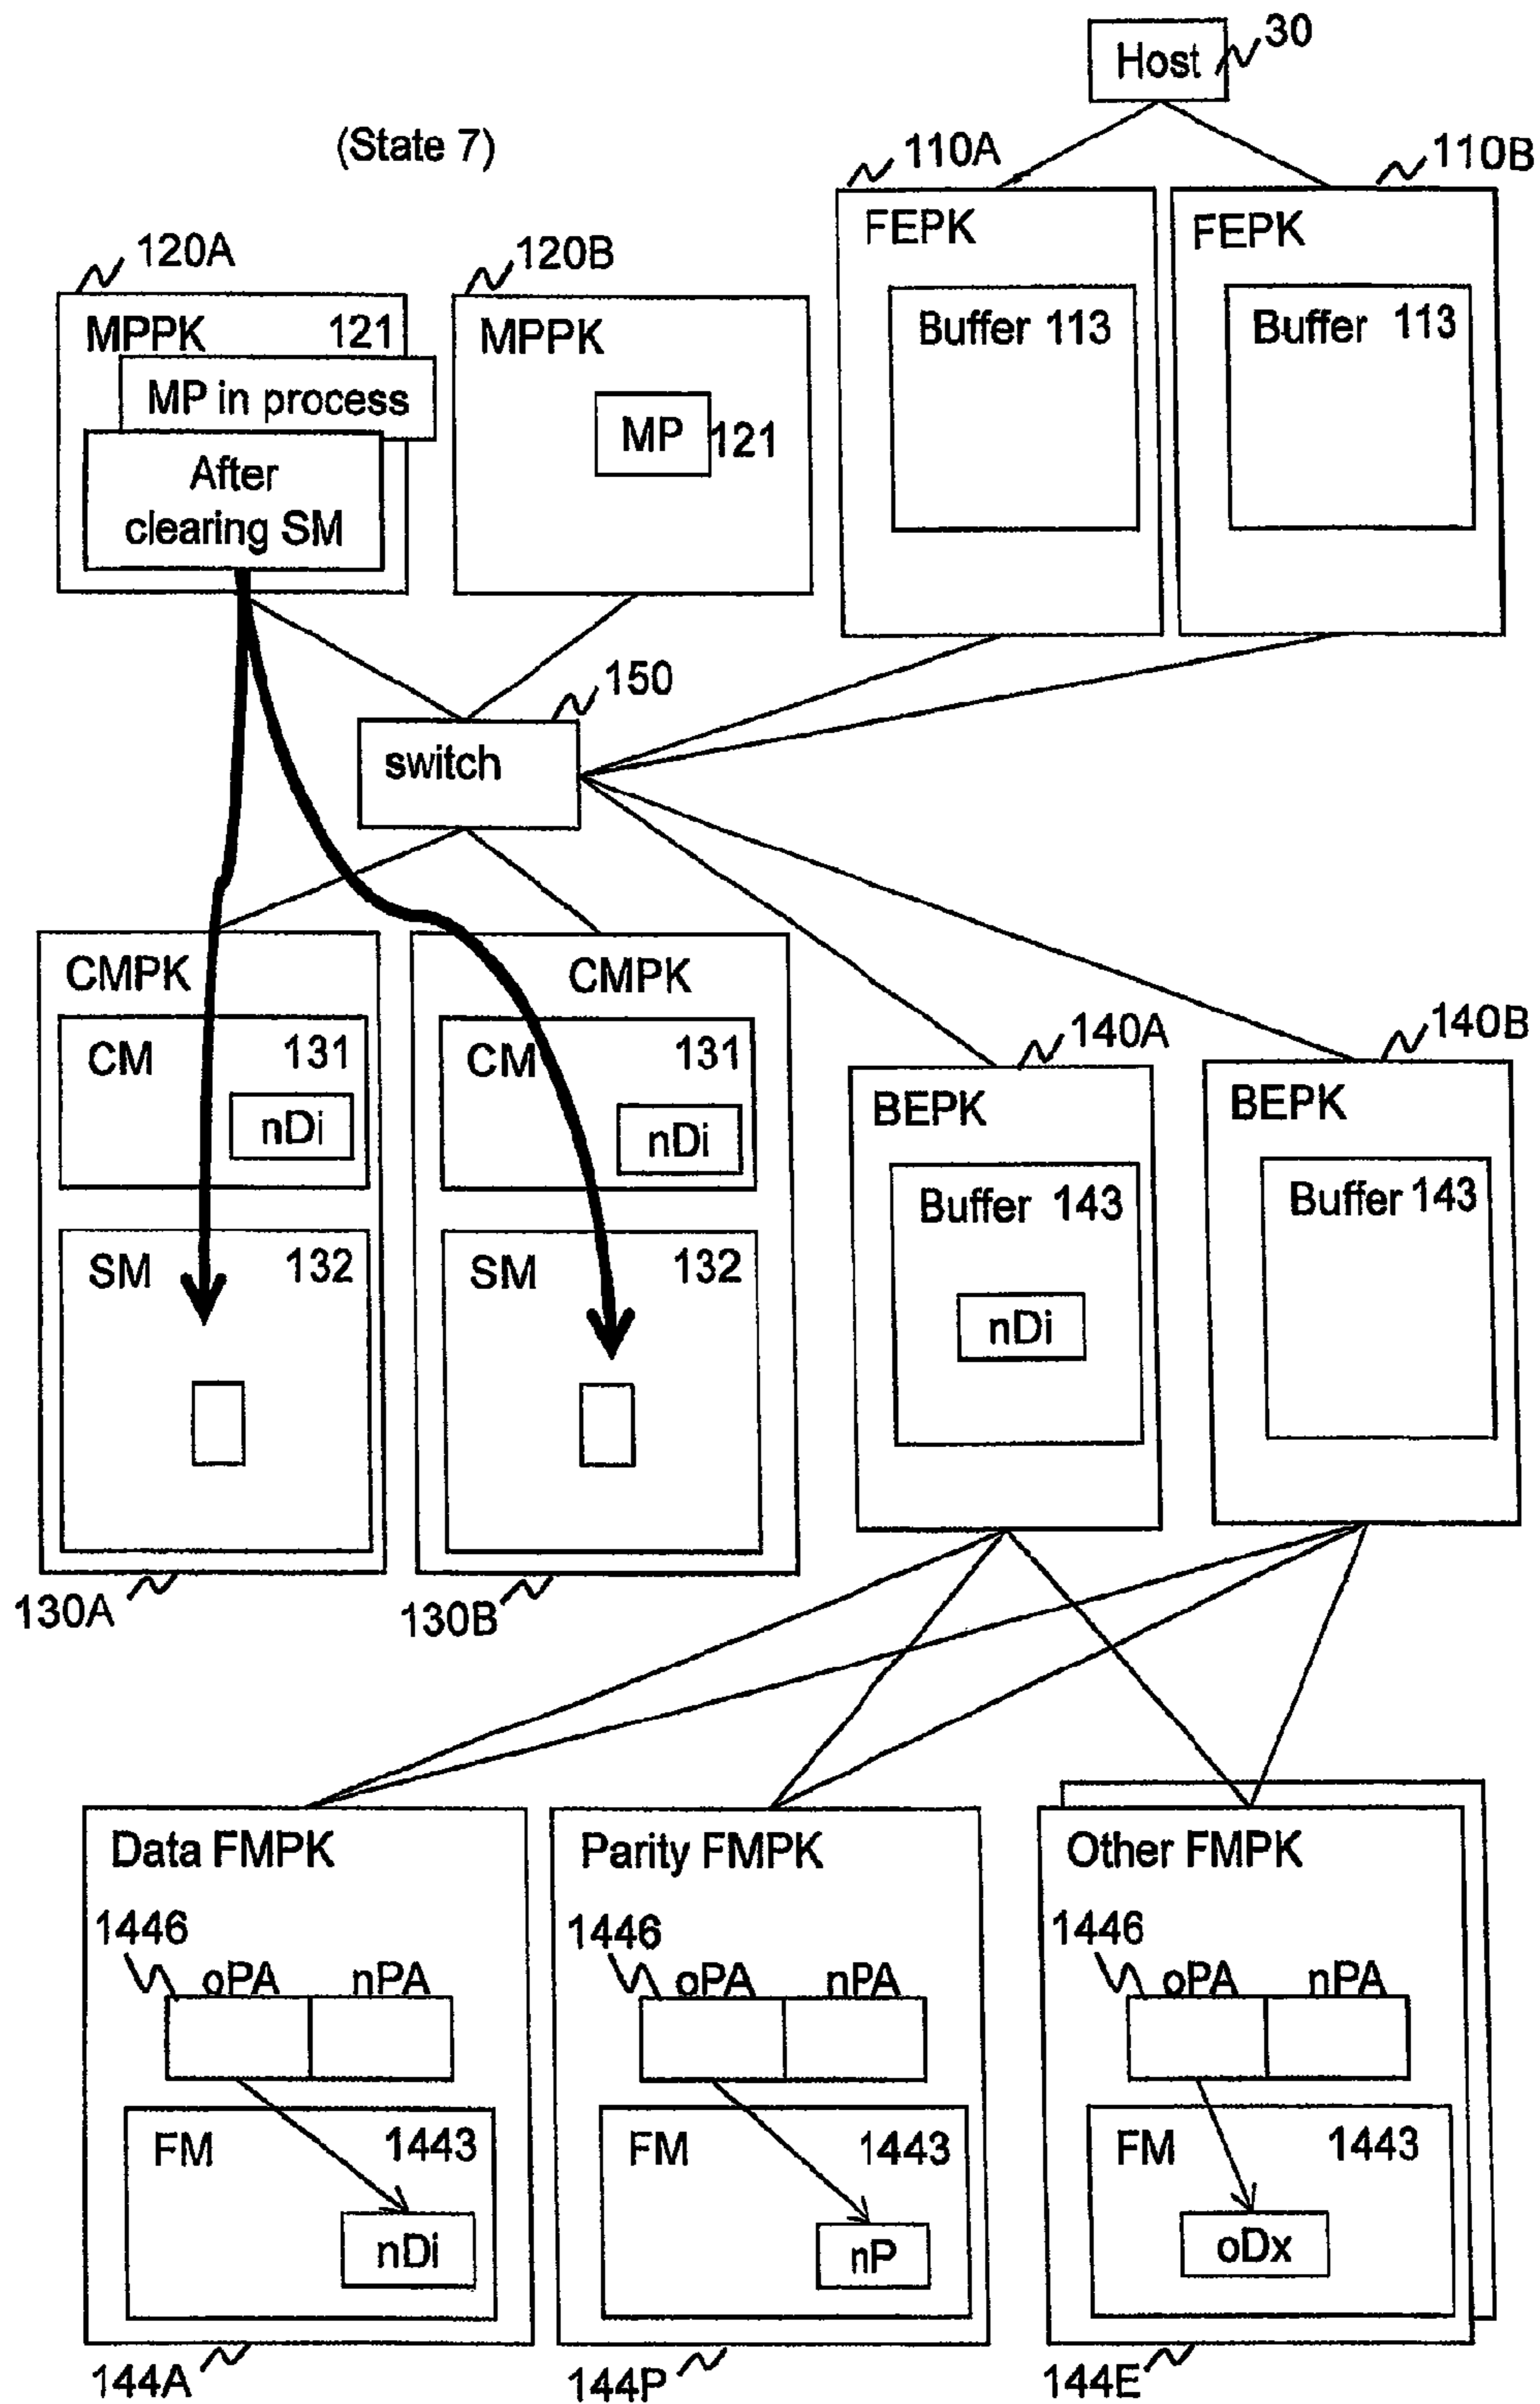 Host
30
(State 7)
110A
110B
FEPK
FEPK
120A
120B
Buffer 113
Buffer 113
MPPK
121
MPPK
MP in process
MP
121
After
clearing SM
150
switch
CMPK
CMPK
140A
140B
CM
131
CM
131
BEPK
BEPK
nDi
nDi
Buffer 143
Buffer 143
SM
132
SM
132
nDi
130A
130B
Data FMPK
Parity FMPK
Other FMPK
1446
1446
1446
oPA
nPA
oPA
nPA
oPA
nPA
FM
1443
FM
1443
FM
1443
nDi
nP
oDx
144A
144P
144E